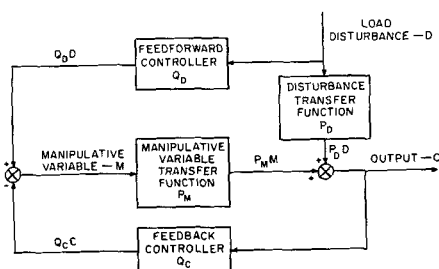 LOAD
DISTURBANCE—D
Q_D D
FEEDFORWARD
CONTROLLER
Q_D
DISTURBANCE
TRANSFER
FUNCTION
P_D
MANIPULATIVE
VARIABLE—M
MANIPULATIVE
VARIABLE
TRANSFER
FUNCTION
P_M
P_M M
P_D D
OUTPUT—C
+
-
+
+
Q_C C
FEEDBACK
CONTROLLER
Q_C